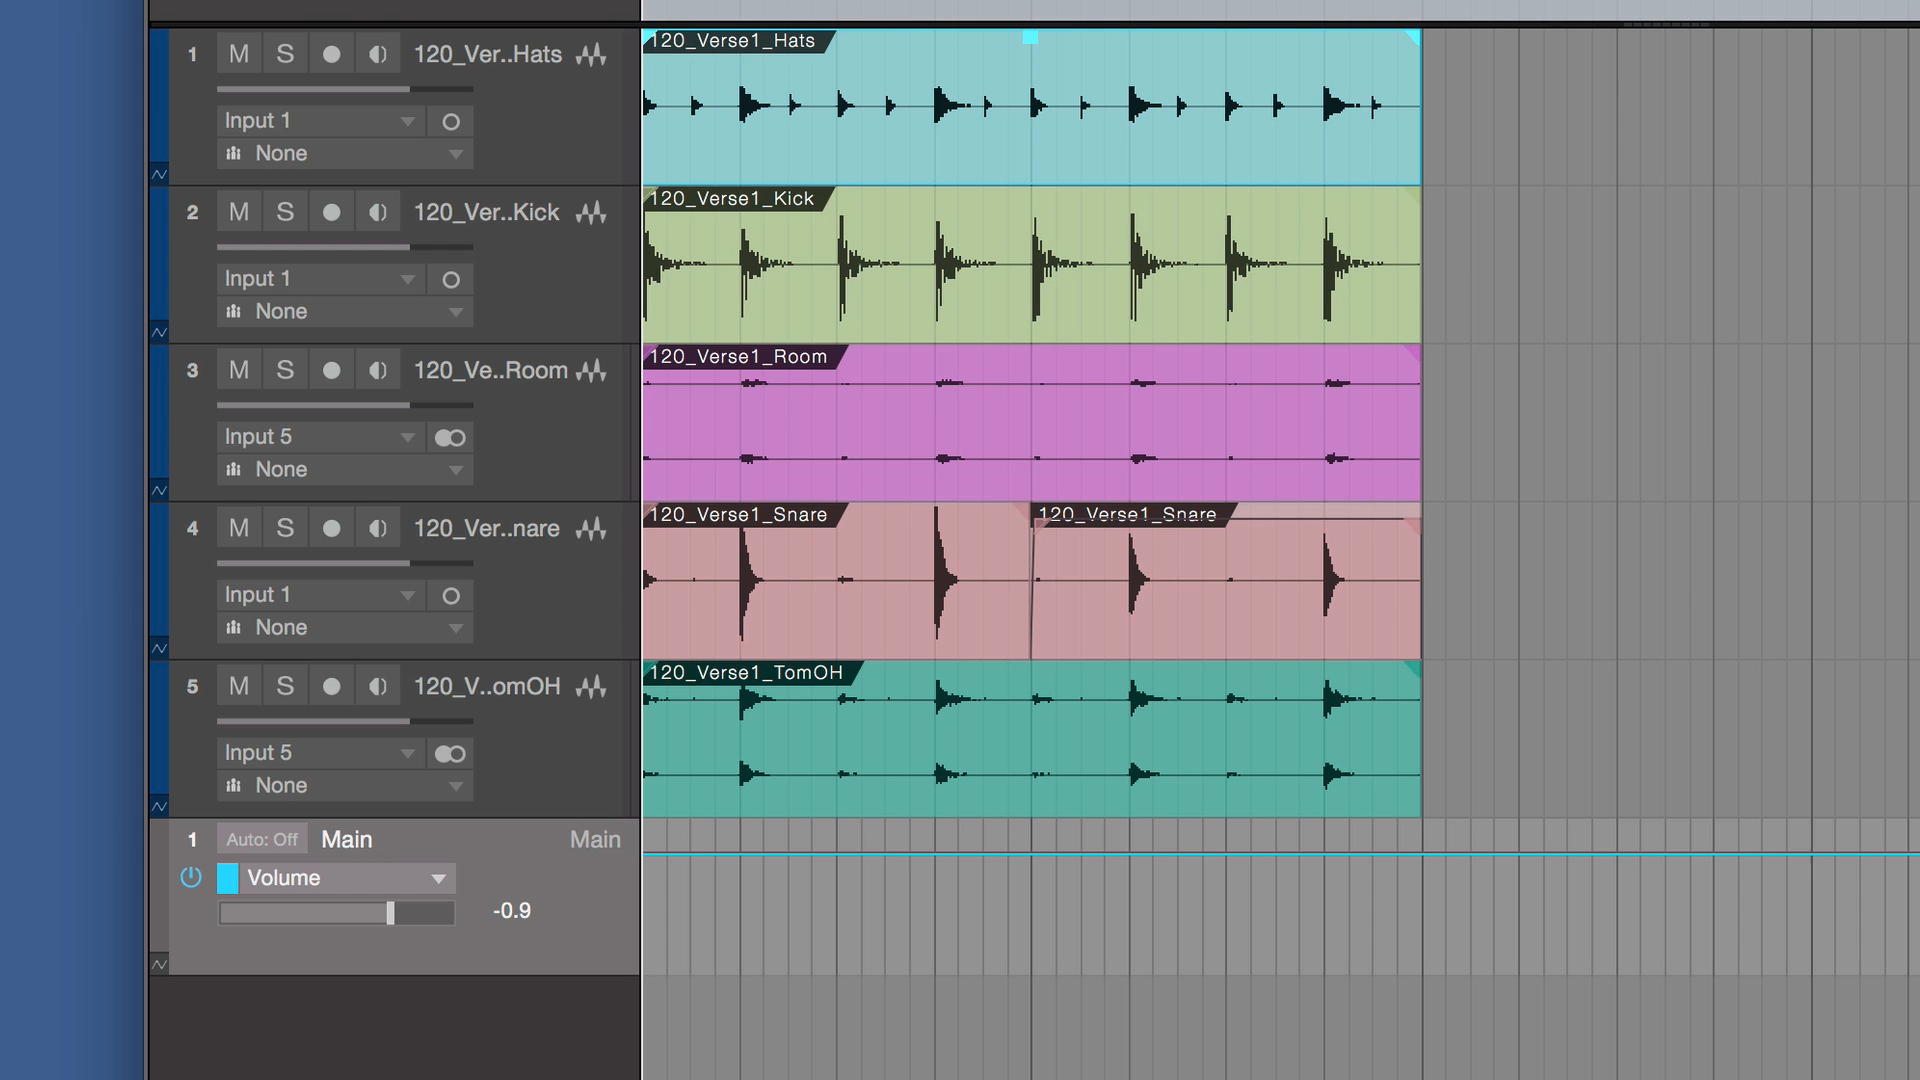 1 M S 120_Ver..Hats
Input 1
None
120_Verse1_Hats
2 M S 120_Ver..Kick
Input 1
None
120_Verse1_Kick
3 M S 120_Ve..Room
Input 5
None
120_Verse1_Room
4 M S 120_Ver..nare
Input 1
None
120_Verse1_Snare
120_Verse1_Snare
5 M S 120_V..omOH
Input 5
None
120_Verse1_TomOH
1 Auto: Off Main Main
Volume
-0.9